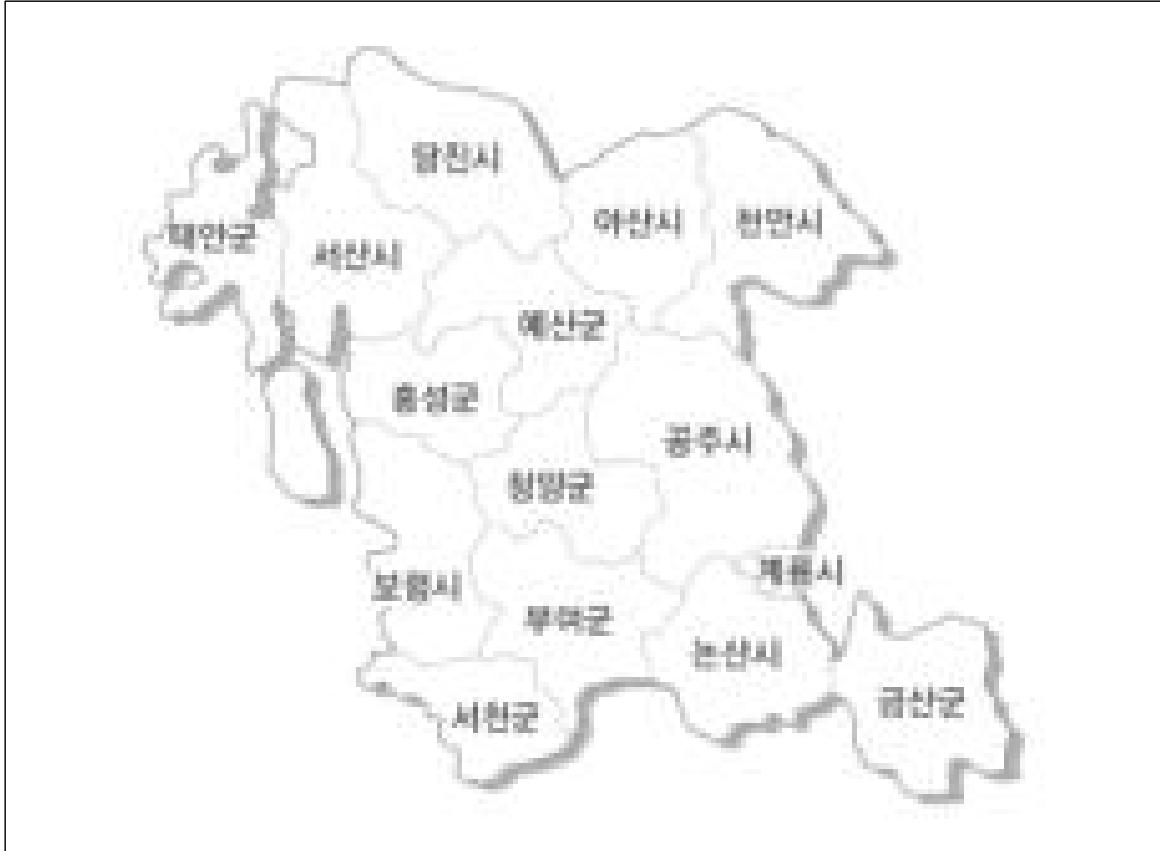 당진시
아산시
천안시
태안군
서산시
예산군
홍성군
공주시
청양군
계룡시
보령시
부여군
논산시
서천군
금산군